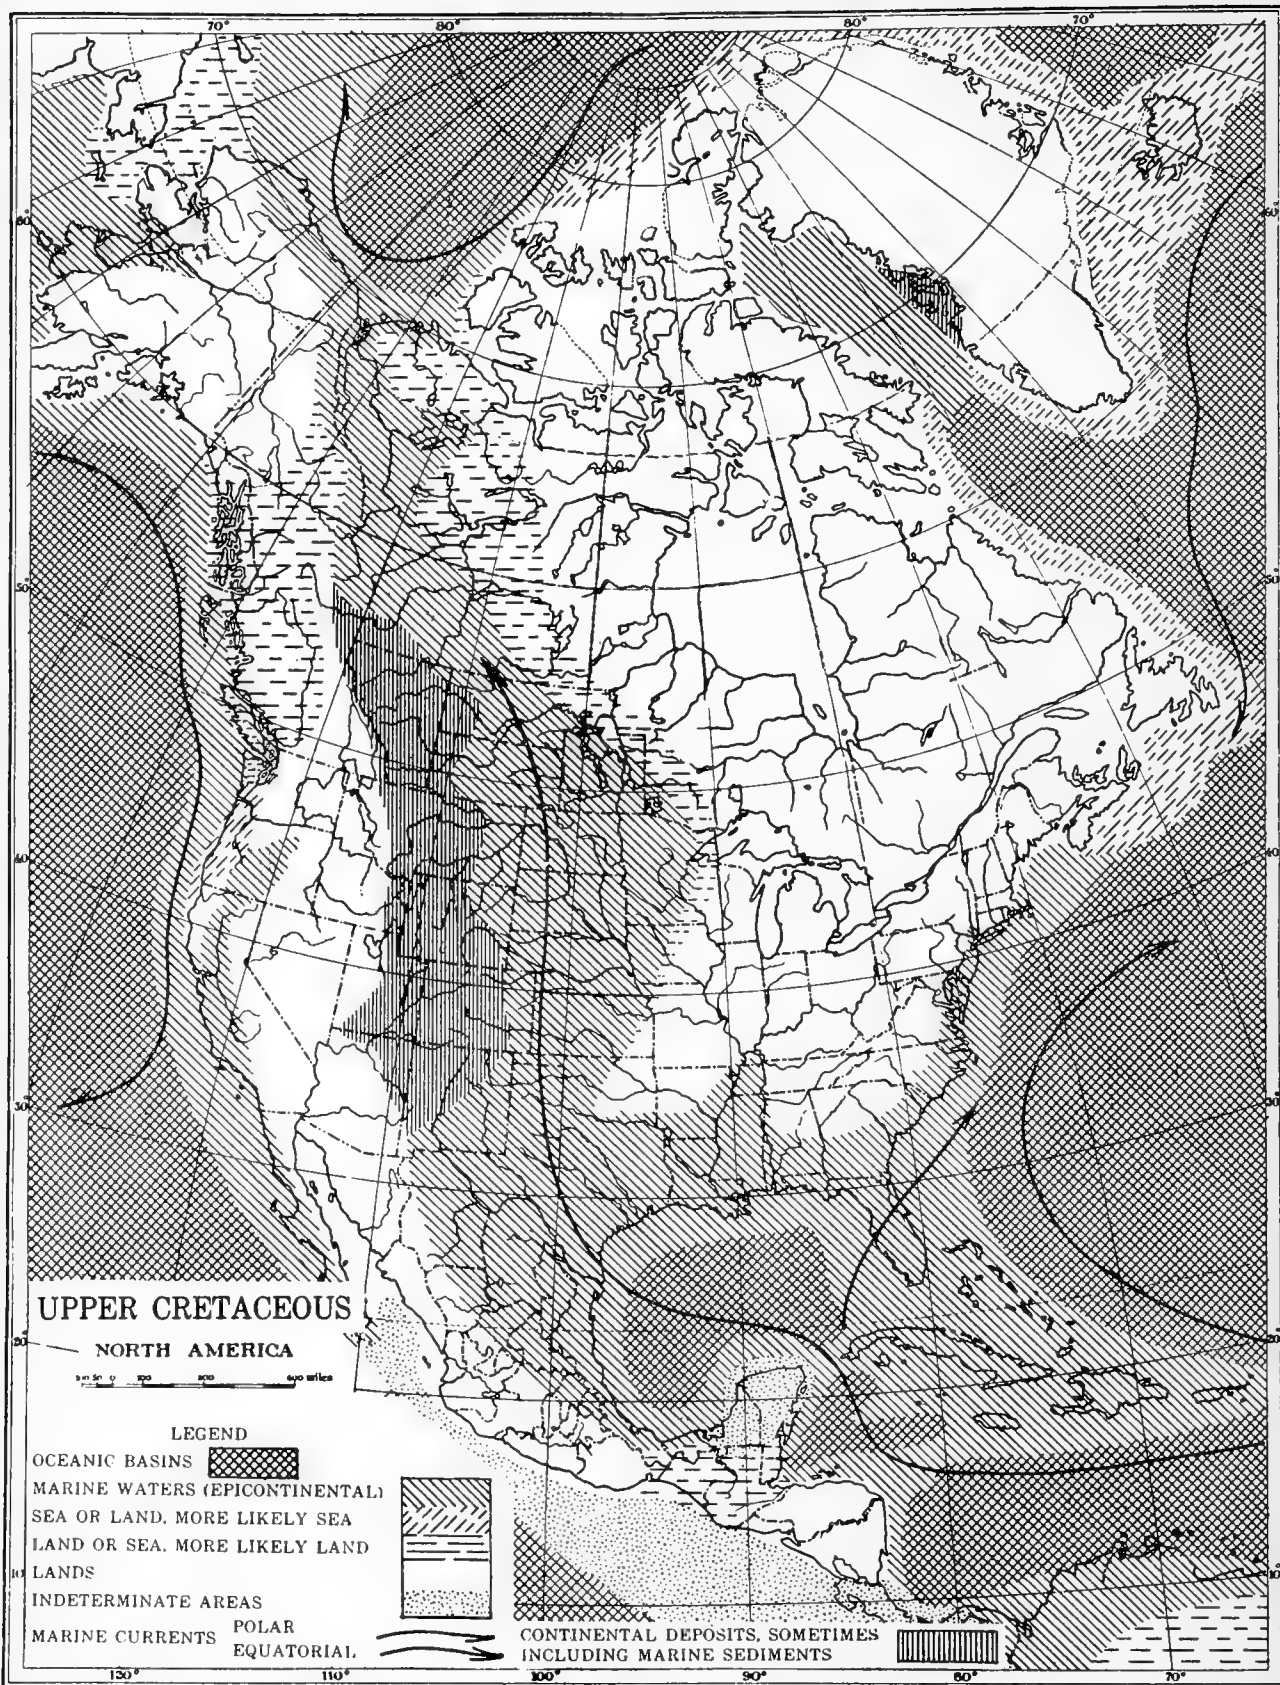 70° 80° 80° 70°
60° 60°
50° 50°
40° 40°
30° 30°
20° 20°
10 10°
UPPER CRETACEOUS
NORTH AMERICA
LEGEND
OCEANIC BASINS
MARINE WATERS (EPICONTINENTAL)
SEA OR LAND, MORE LIKELY SEA
LAND OR SEA, MORE LIKELY LAND
LANDS
INDETERMINATE AREAS
MARINE CURRENTS POLAR
EQUATORIAL
CONTINENTAL DEPOSITS, SOMETIMES
INCLUDING MARINE SEDIMENTS
120° 110° 100° 90° 80° 70°